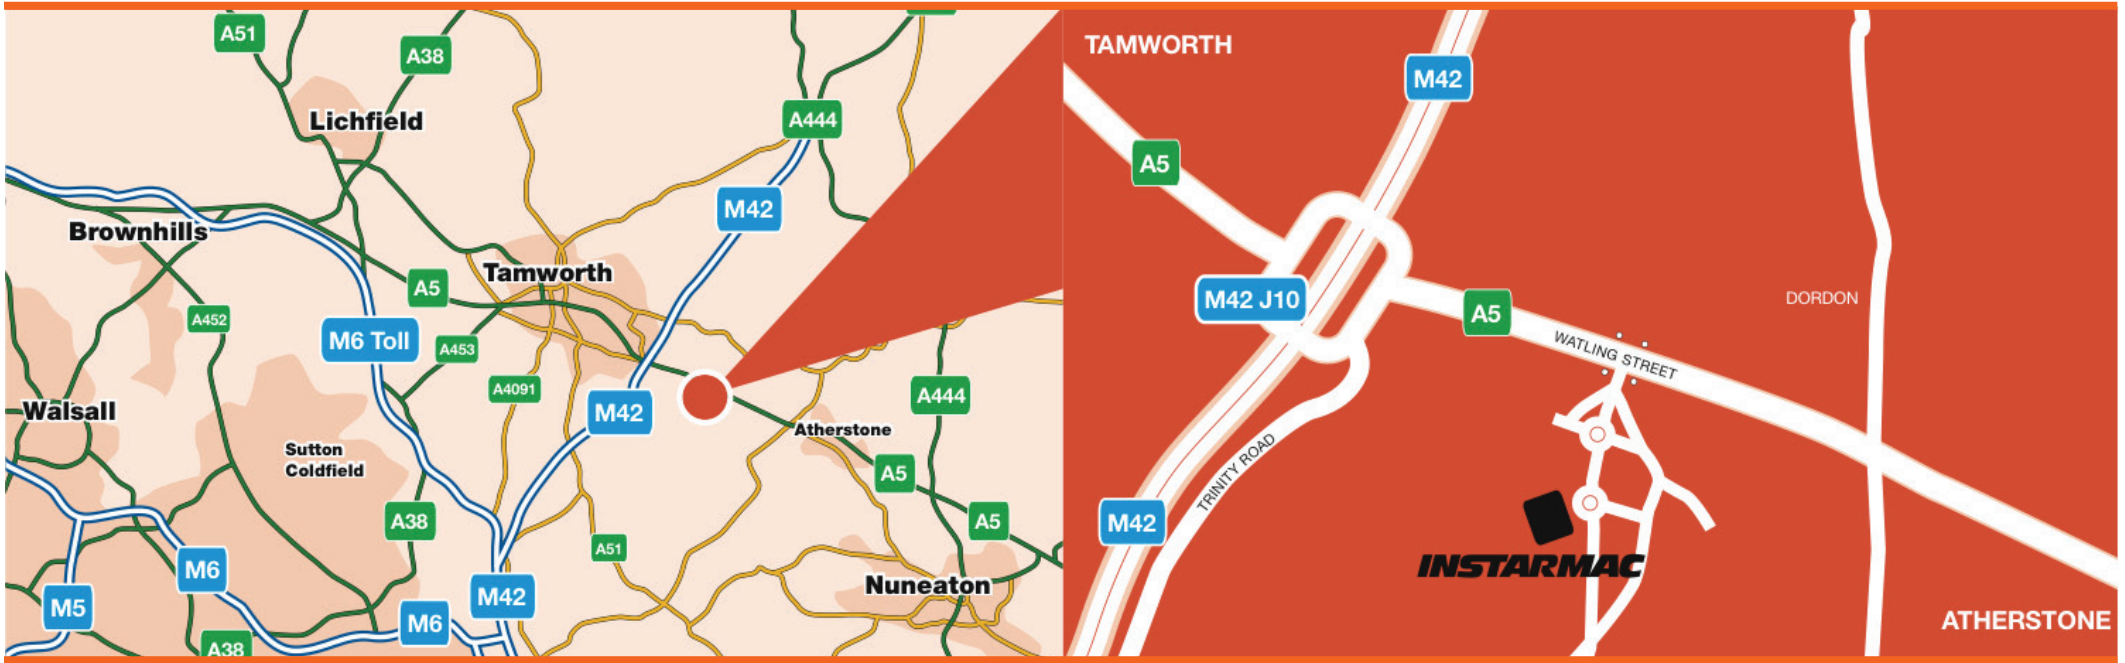 A51
A38
Lichfield
A444
M42
Brownhills
Tamworth
A5
A452
M6 Toll
A453
A4091
M42
A444
Walsall
Atherstone
Sutton
Coldfield
A5
A38
A5
A51
M6
Nuneaton
M42
M5
M6
A38
TAMWORTH
M42
A5
M42 J10
DORDON
A5
WATLING STREET
TRINITY ROAD
M42
INSTARMAC
ATHERSTONE